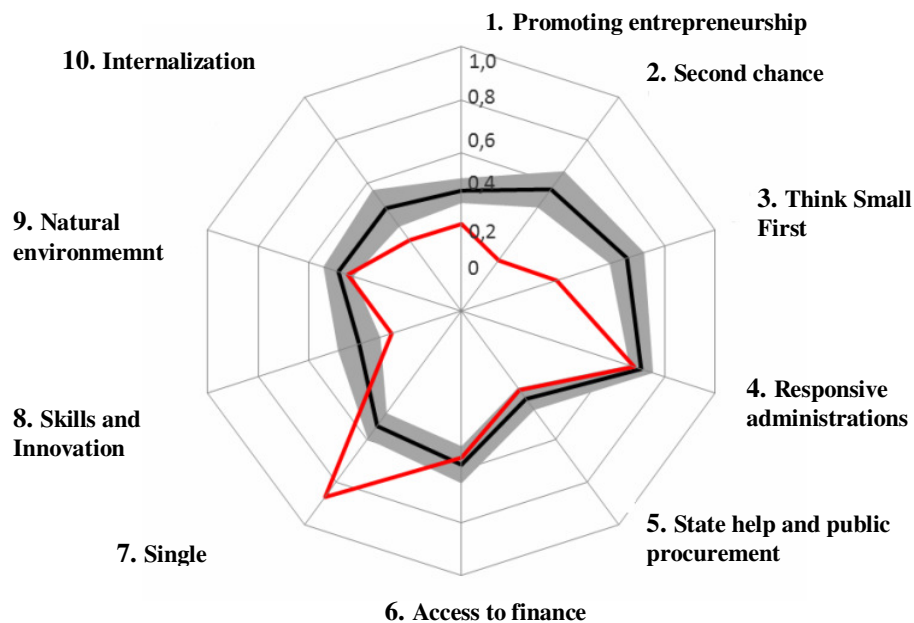 1. Promoting entrepreneurship
10. Internalization
2. Second chance
1,0
0,8
0,6
0,4
0,2
0
3. Think Small
First
9. Natural
environmemnt
4. Responsive
administrations
8. Skills and
Innovation
5. State help and public
procurement
7. Single
6. Access to finance